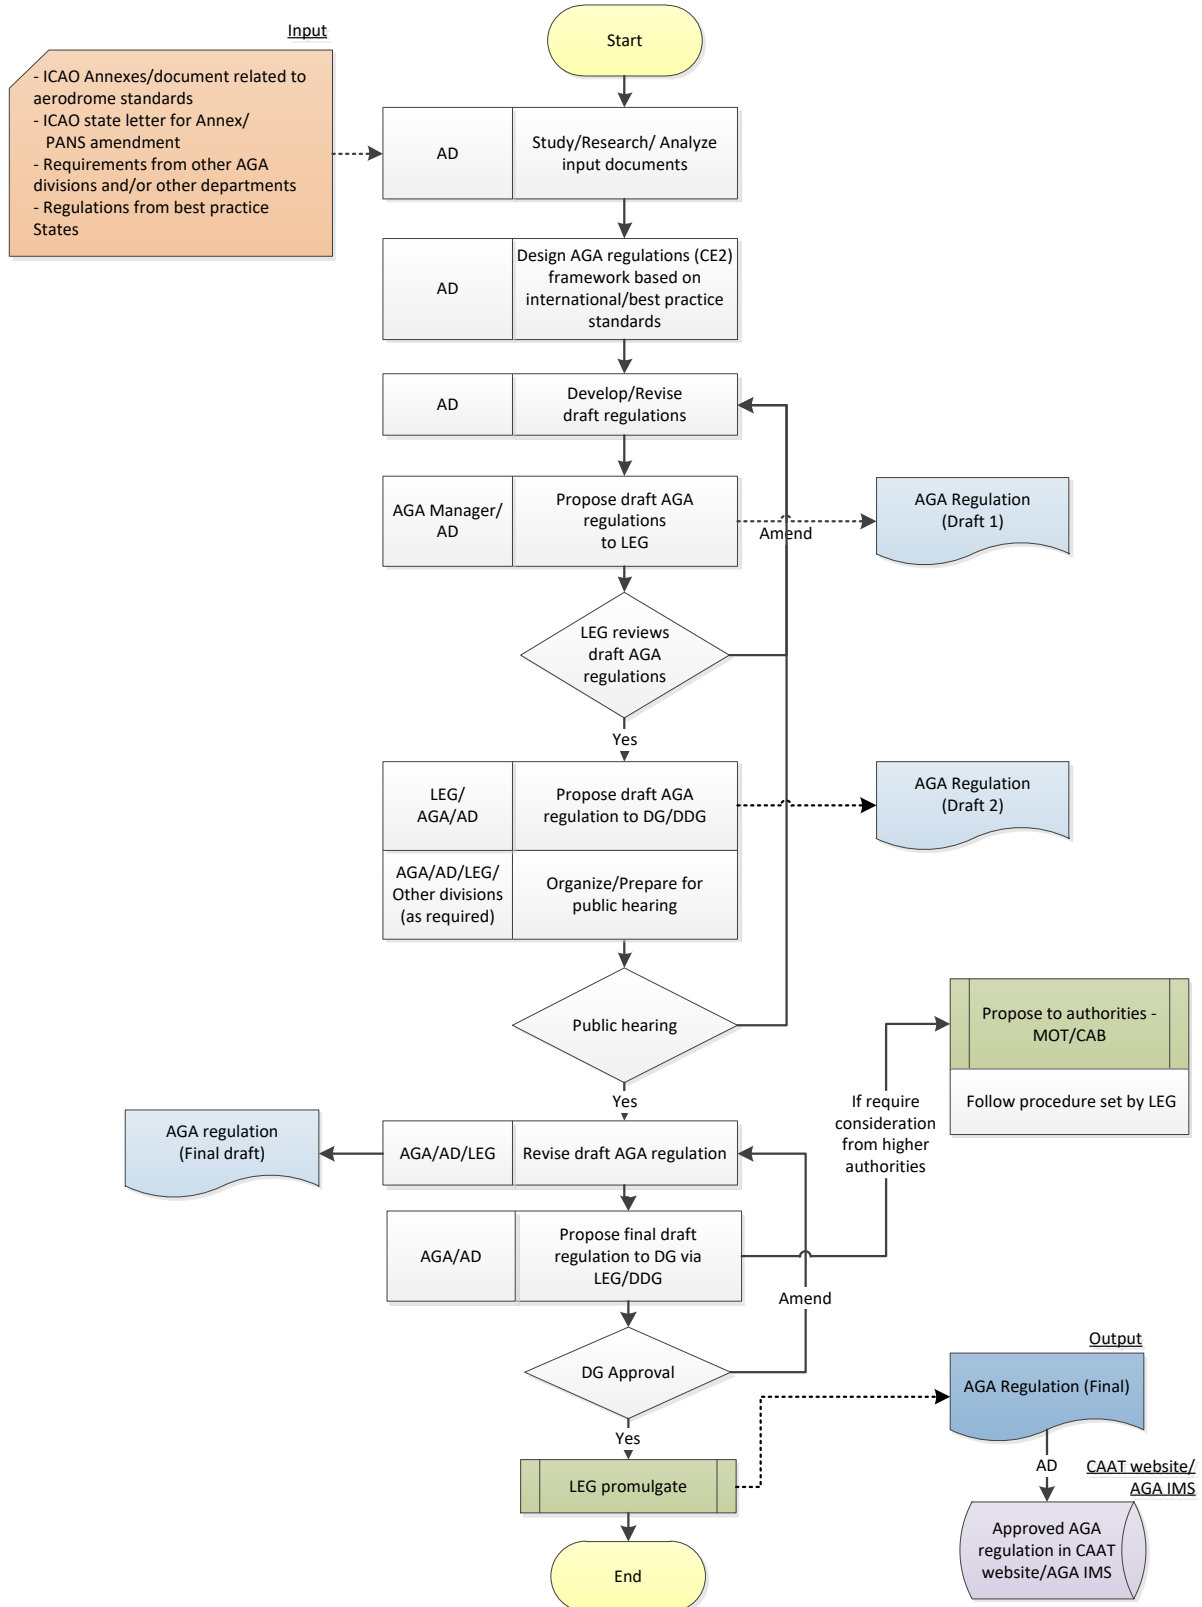 Input
Start
- ICAO Annexes/document related to
aerodrome standards
- ICAO state letter for Annex/
PANS amendment
- Requirements from other AGA
divisions and/or other departments
- Regulations from best practice
States
AD
Study/Research/ Analyze
input documents
AD
Design AGA regulations (CE2)
framework based on
international/best practice
standards
AD
Develop/Revise
draft regulations
AGA Manager/
AD
Propose draft AGA
regulations
to LEG
Amend
AGA Regulation
(Draft 1)
LEG reviews
draft AGA
regulations
Yes
LEG/
AGA/AD
Propose draft AGA
regulation to DG/DDG
AGA Regulation
(Draft 2)
AGA/AD/LEG/
Other divisions
(as required)
Organize/Prepare for
public hearing
Public hearing
Propose to authorities -
MOT/CAB
Follow procedure set by LEG
Yes
If require
consideration
from higher
authorities
AGA regulation
(Final draft)
AGA/AD/LEG
Revise draft AGA regulation
AGA/AD
Propose final draft
regulation to DG via
LEG/DDG
Amend
DG Approval
Output
AGA Regulation (Final)
Yes
AD
CAAT website/
AGA IMS
LEG promulgate
Approved AGA
regulation in CAAT
website/AGA IMS
End